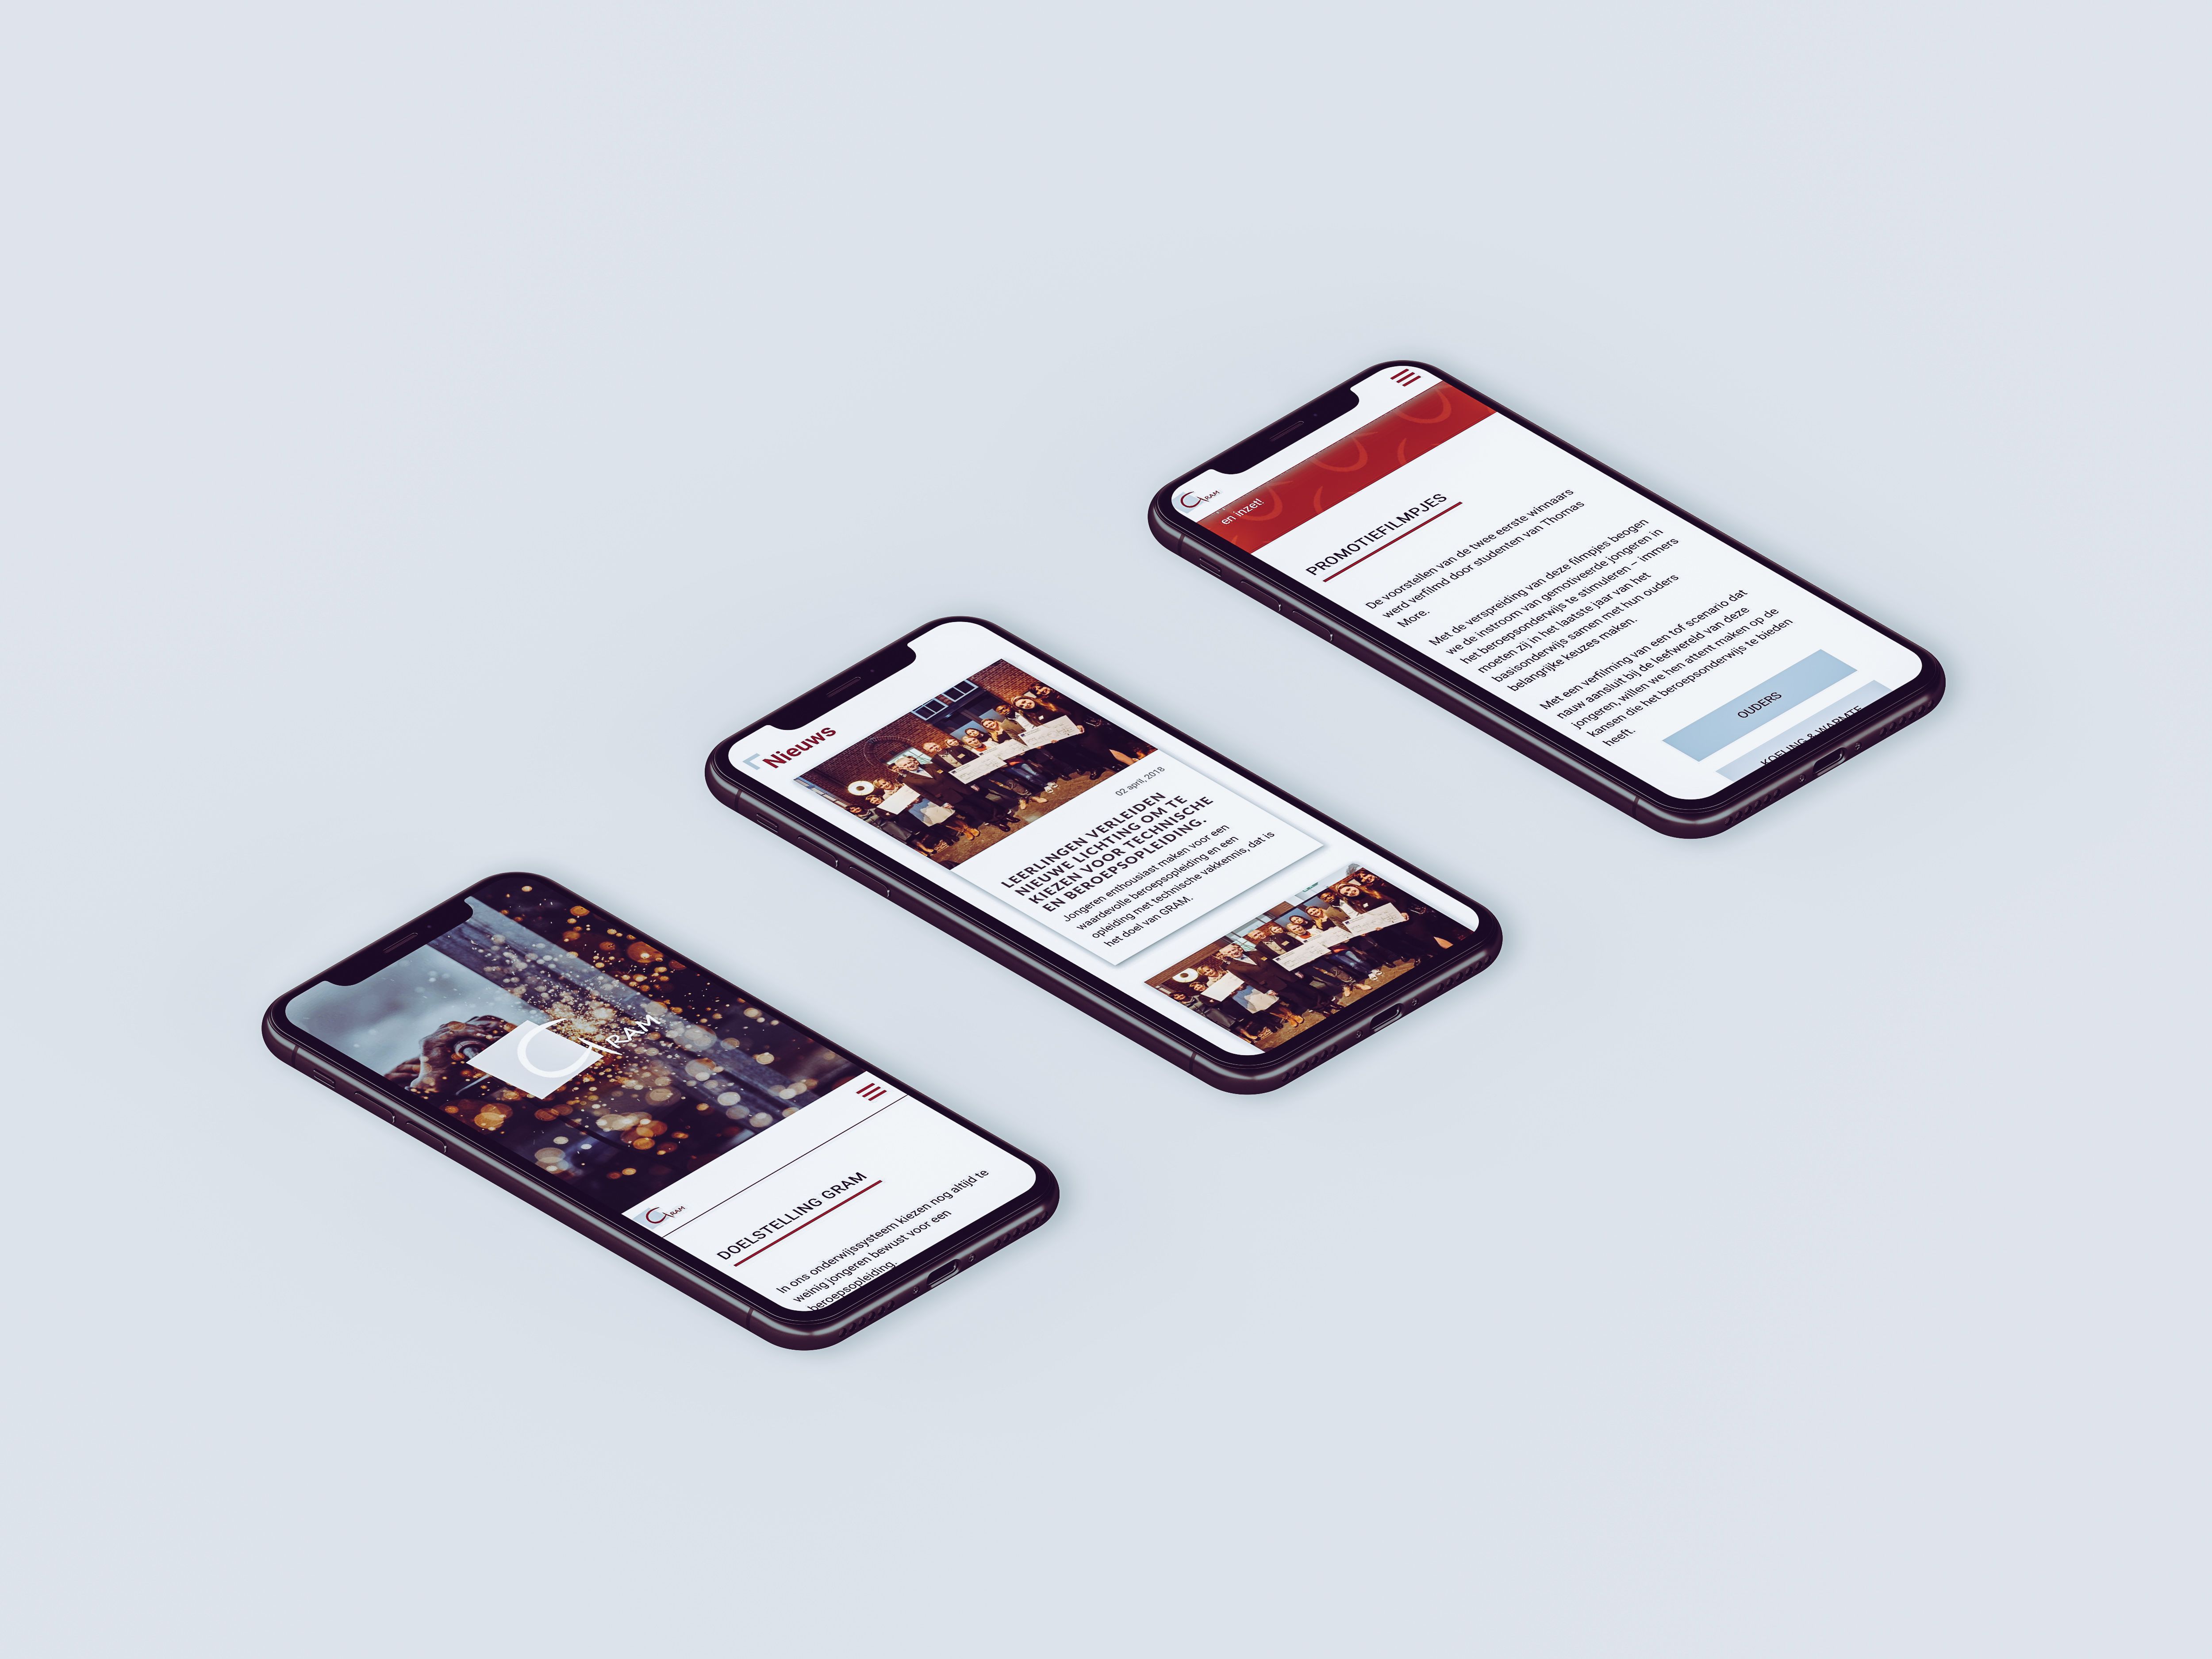 GRAM
GRAM
DOELSTELLING GRAM
In ons onderwijssysteem kiezen nog altijd te
weinig jongeren bewust voor een
beroepsopleiding.
Nieuws
02 april, 2018
LEERLINGEN VERLEIDEN
NIEUWE LICHTING OM TE
KIEZEN VOOR TECHNISCHE
EN BEROEPSOPLEIDING.
Jongeren enthousiast maken voor een
waardevolle beroepsopleiding en een
opleiding met technische vakkennis, dat is
het doel van GRAM.
GRAM
en inzet!
PROMOTIEFILMPJES
De voorstellen van de twee eerste winnaars
werd verfilmd door studenten van Thomas
More.
Met de verspreiding van deze filmpjes beogen
we de instroom van gemotiveerde jongeren in
het beroepsonderwijs te stimuleren – immers
moeten zij in het laatste jaar van het
basisonderwijs samen met hun ouders
belangrijke keuzes maken.
Met een verfilming van een tof scenario dat
nauw aansluit bij de leefwereld van deze
jongeren, willen we hen attent maken op de
kansen die het beroepsonderwijs te bieden
heeft.
OUDERS
KOELING & WARMTE